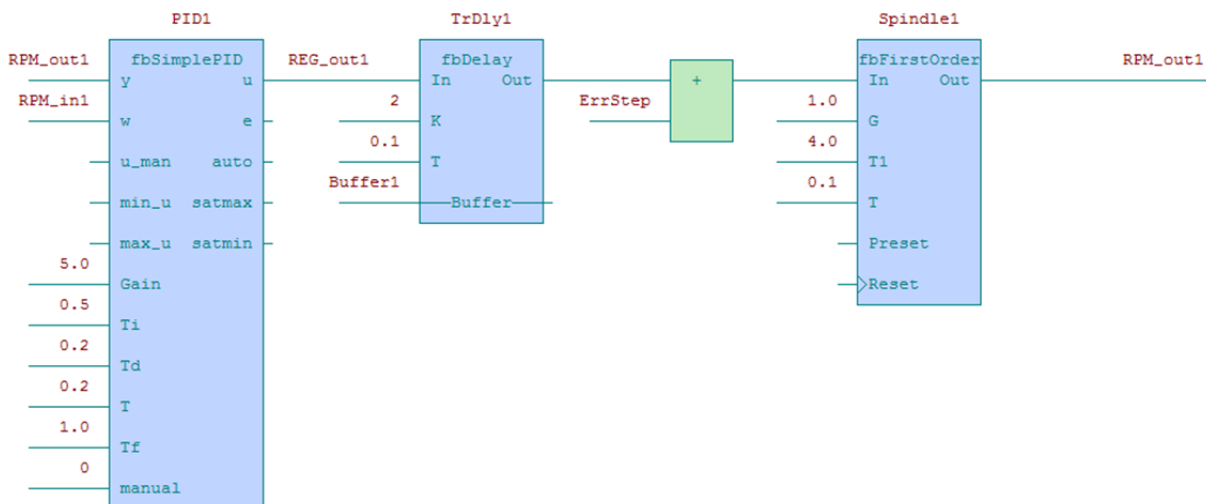 PID1 TrDly1 Spindle1
RPM_out1 fbSimplePID REG_out1 fbDelay fbFirstOrder RPM_out1
y u In Out + In Out
RPM_in1 2 ErrStep 1.0
w e K G
0.1 4.0
u_man auto T T1
Buffer1 0.1
min_u satmax Buffer T
max_u satmin Preset
5.0
Gain Reset
0.5
Ti
0.2
Td
0.2
T
1.0
Tf
0
manual